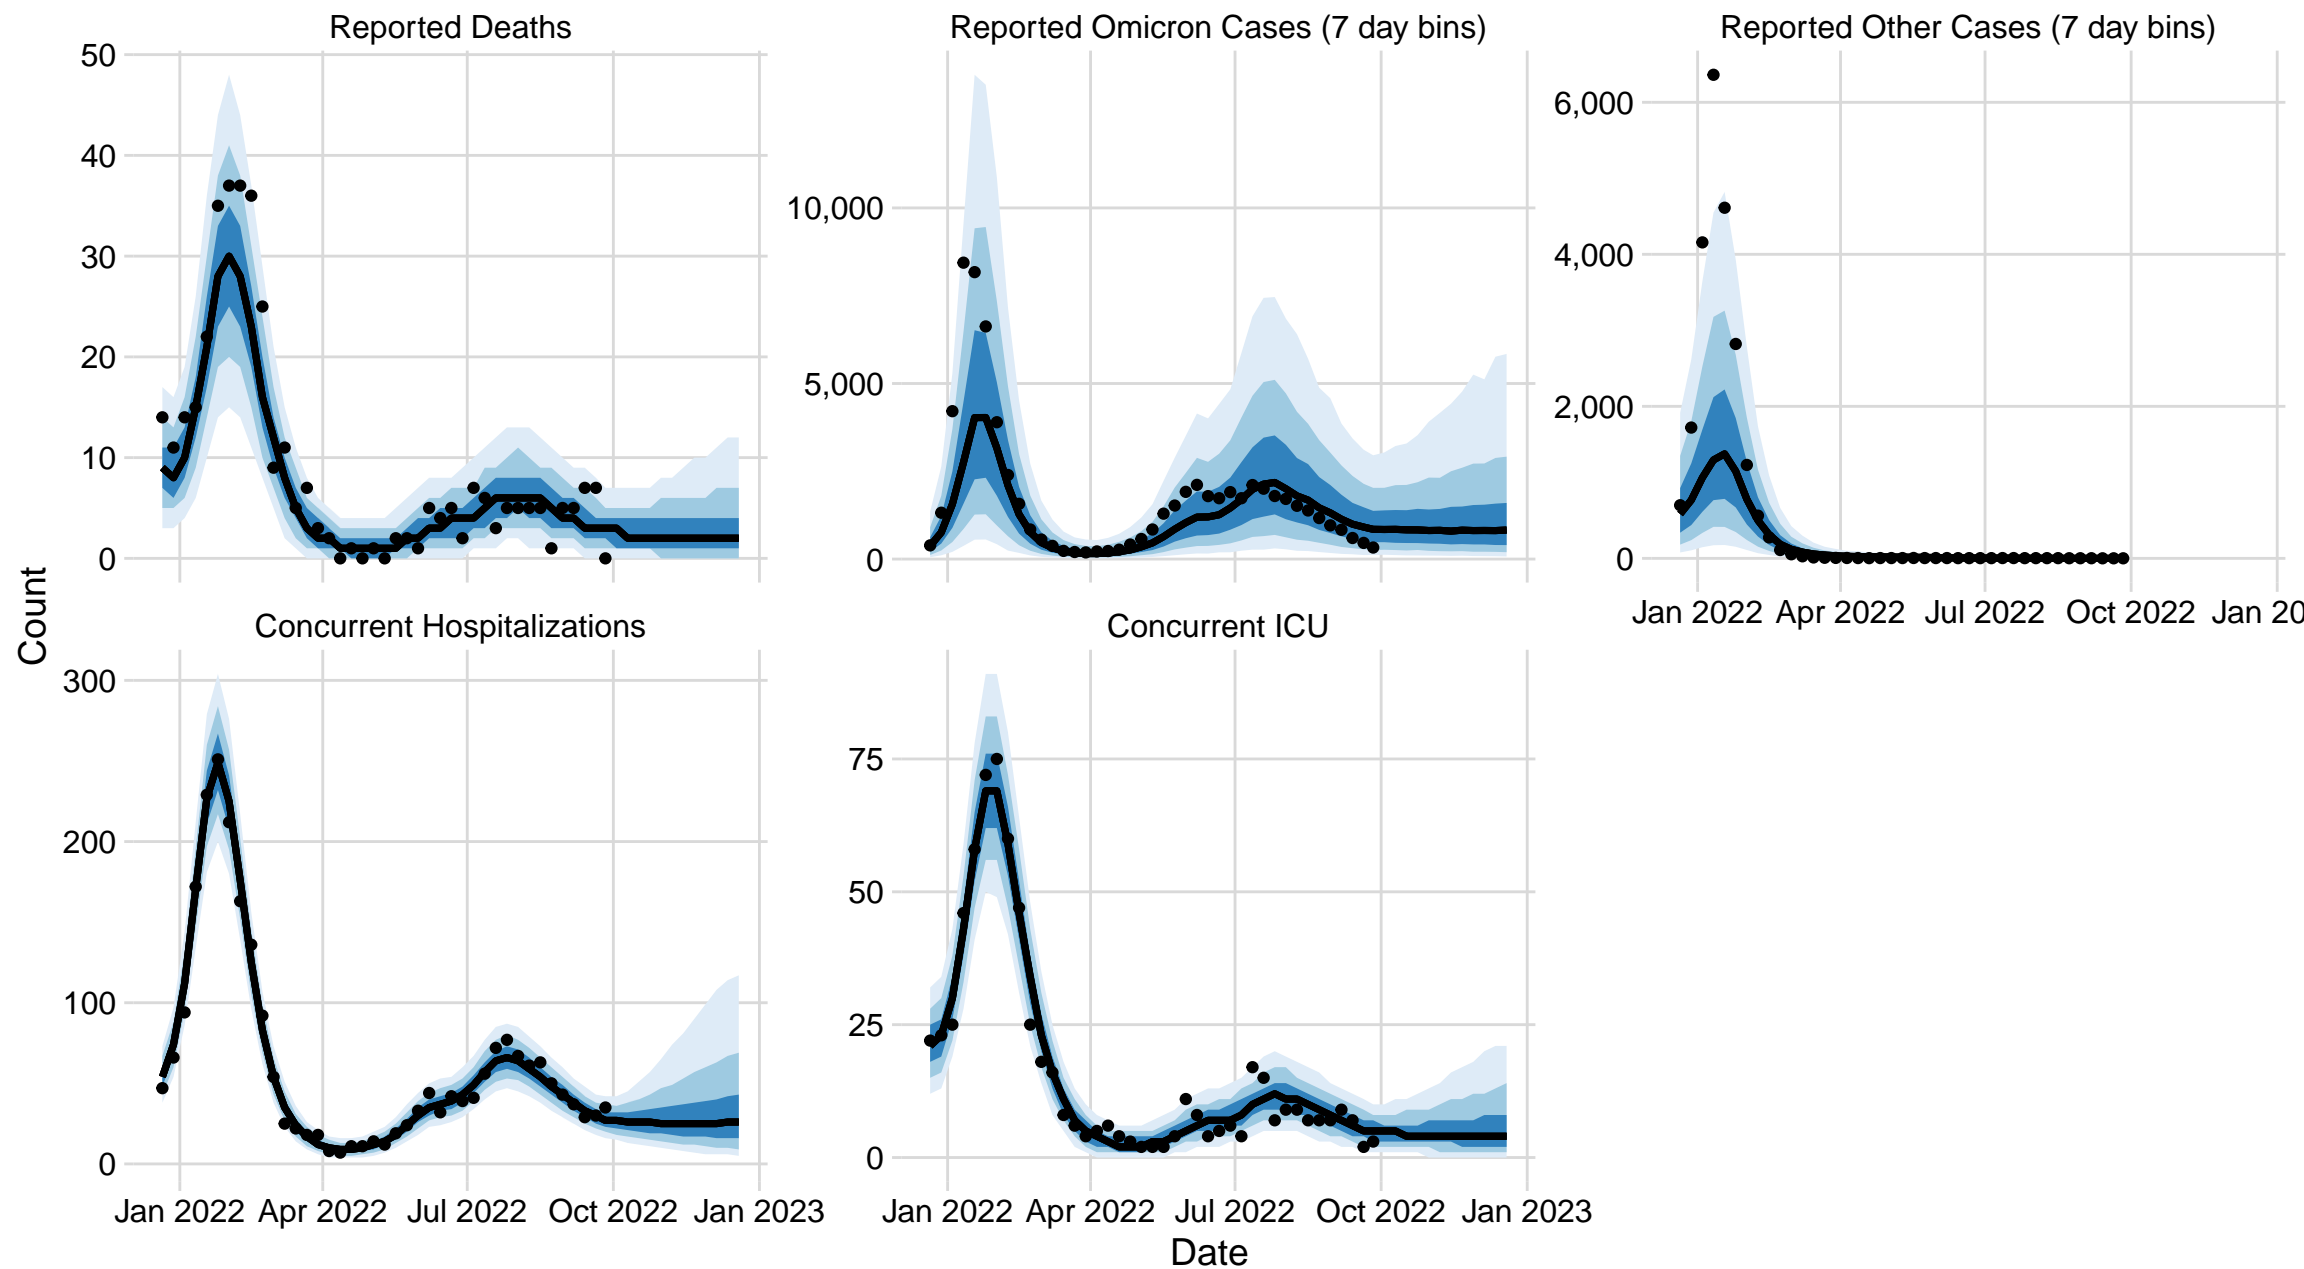 Reported Deaths
Reported Omicron Cases (7 day bins)
Reported Other Cases (7 day bins)
50
40
30
20
10
0
10,000
5,000
0
6,000
4,000
2,000
0
Jan 2022 Apr 2022 Jul 2022 Oct 2022 Jan 20
Count
Concurrent Hospitalizations
Concurrent ICU
300
200
100
0
75
50
25
0
Jan 2022 Apr 2022 Jul 2022 Oct 2022 Jan 2023
Jan 2022 Apr 2022 Jul 2022 Oct 2022 Jan 2023
Date